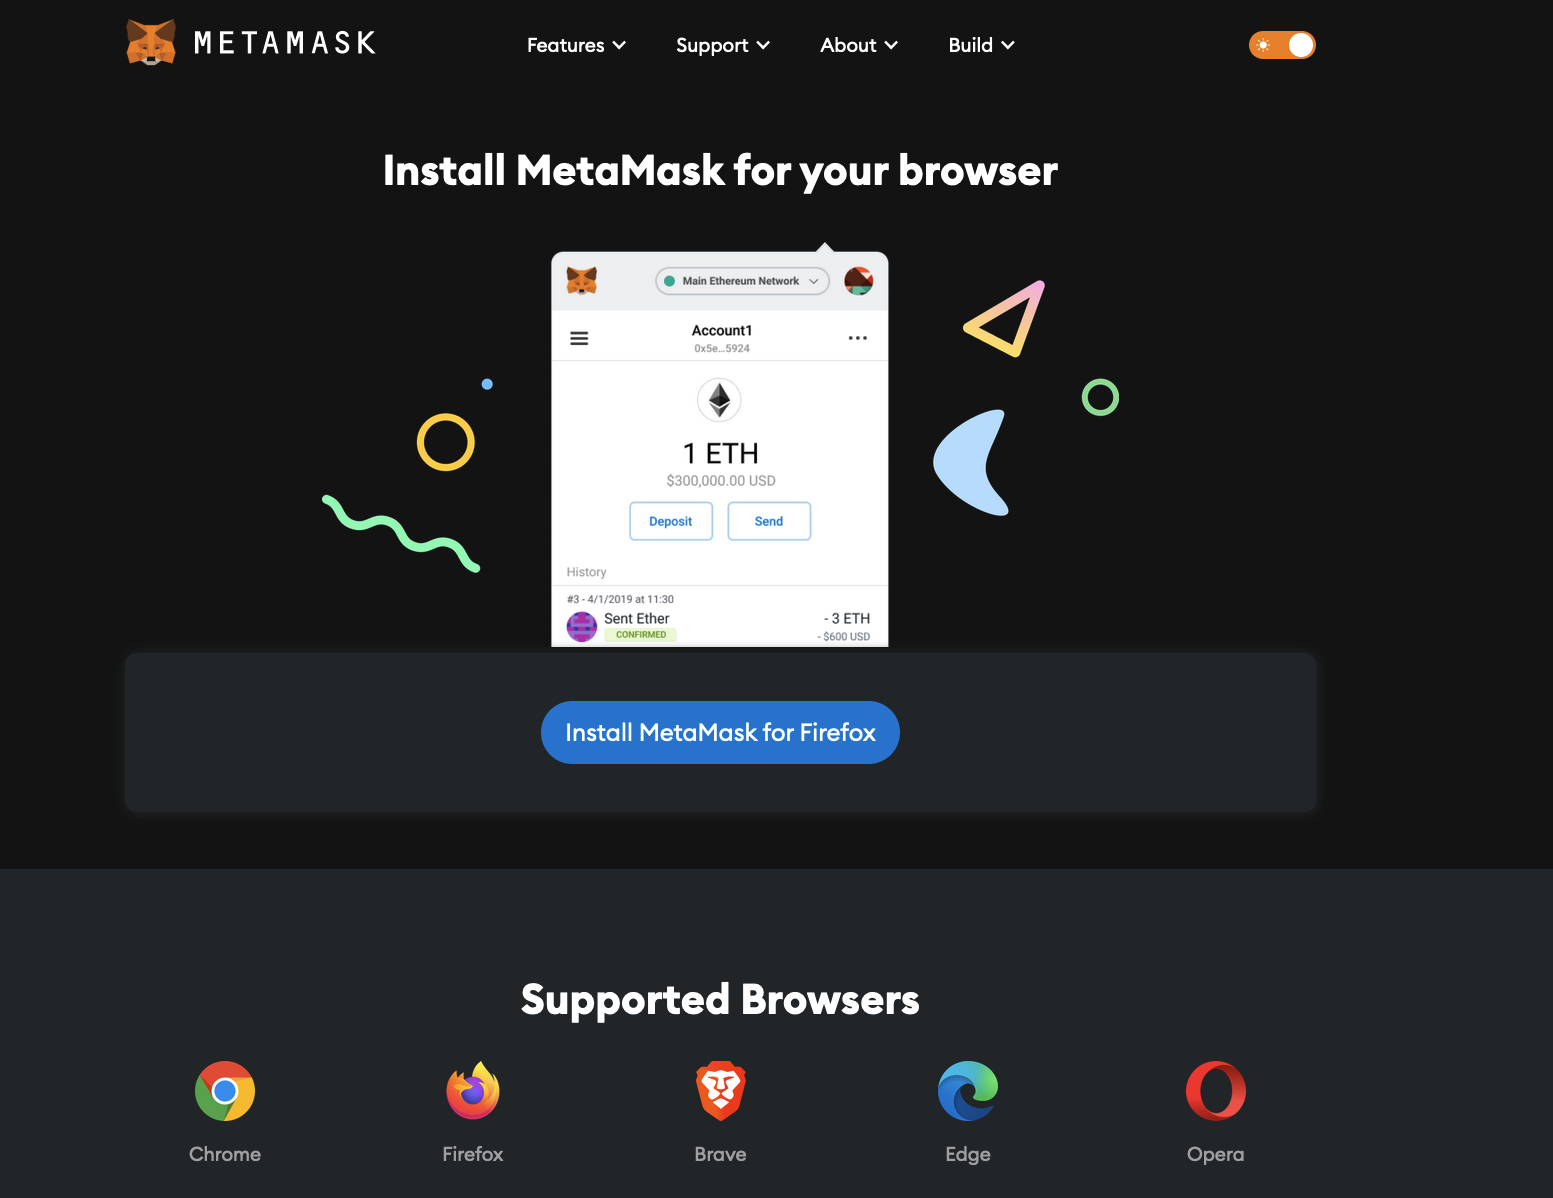 METAMASK
Features Support About Build
Install MetaMask for your browser
Main Ethereum Network
Account1
0x5e...5924
1 ETH
$300,000.00 USD
Deposit Send
History
#3 - 4/1/2019 at 11:30
Sent Ether - 3 ETH
CONFIRMED - $600 USD
Install MetaMask for Firefox
Supported Browsers
Chrome Firefox Brave Edge Opera